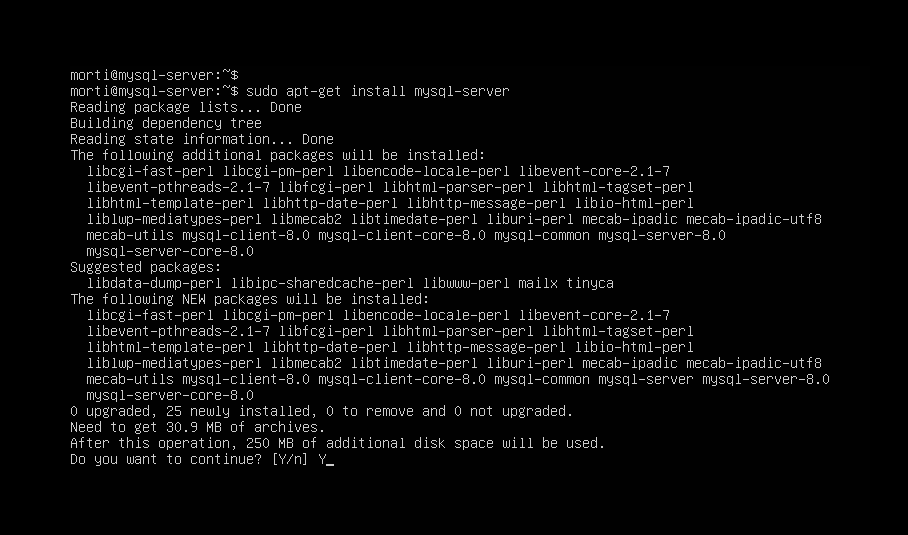 morti@mysql-server:~$
morti@mysql-server:~$ sudo apt-get install mysql-server
Reading package lists... Done
Building dependency tree
Reading state information... Done
The following additional packages will be installed:
  libcgi-fast-perl libcgi-pm-perl libencode-locale-perl libevent-core-2.1-7
  libevent-pthreads-2.1-7 libfcgi-perl libhtml-parser-perl libhtml-tagset-perl
  libhtml-template-perl libhttp-date-perl libhttp-message-perl libio-html-perl
  liblwp-mediatypes-perl libmecab2 libtimedate-perl liburi-perl mecab-ipadic mecab-ipadic-utf8
  mecab-utils mysql-client-8.0 mysql-client-core-8.0 mysql-common mysql-server-8.0
  mysql-server-core-8.0
Suggested packages:
  libdata-dump-perl libipc-sharedcache-perl libwww-perl mailx tinyca
The following NEW packages will be installed:
  libcgi-fast-perl libcgi-pm-perl libencode-locale-perl libevent-core-2.1-7
  libevent-pthreads-2.1-7 libfcgi-perl libhtml-parser-perl libhtml-tagset-perl
  libhtml-template-perl libhttp-date-perl libhttp-message-perl libio-html-perl
  liblwp-mediatypes-perl libmecab2 libtimedate-perl liburi-perl mecab-ipadic mecab-ipadic-utf8
  mecab-utils mysql-client-8.0 mysql-client-core-8.0 mysql-common mysql-server mysql-server-8.0
  mysql-server-core-8.0
0 upgraded, 25 newly installed, 0 to remove and 0 not upgraded.
Need to get 30.9 MB of archives.
After this operation, 250 MB of additional disk space will be used.
Do you want to continue? [Y/n] Y_